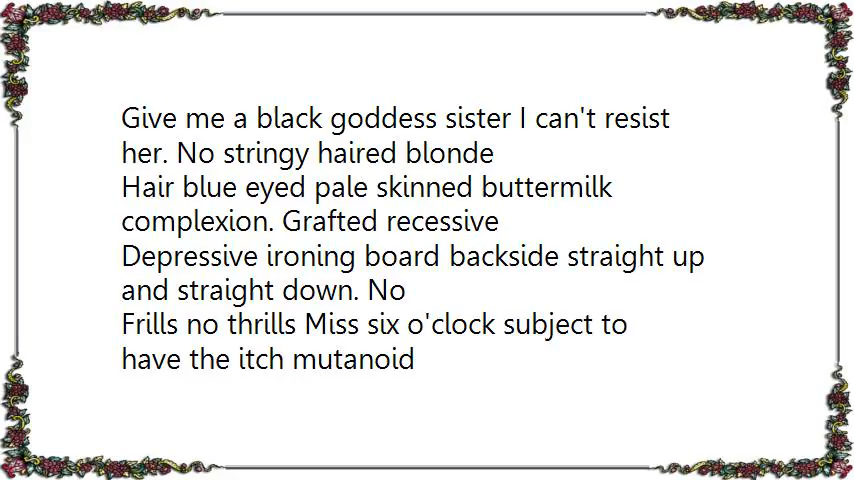 Give me a black goddess sister I can't resist
her. No stringy haired blonde
Hair blue eyed pale skinned buttermilk
complexion. Grafted recessive
Depressive ironing board backside straight up
and straight down. No
Frills no thrills Miss six o'clock subject to
have the itch mutanoid